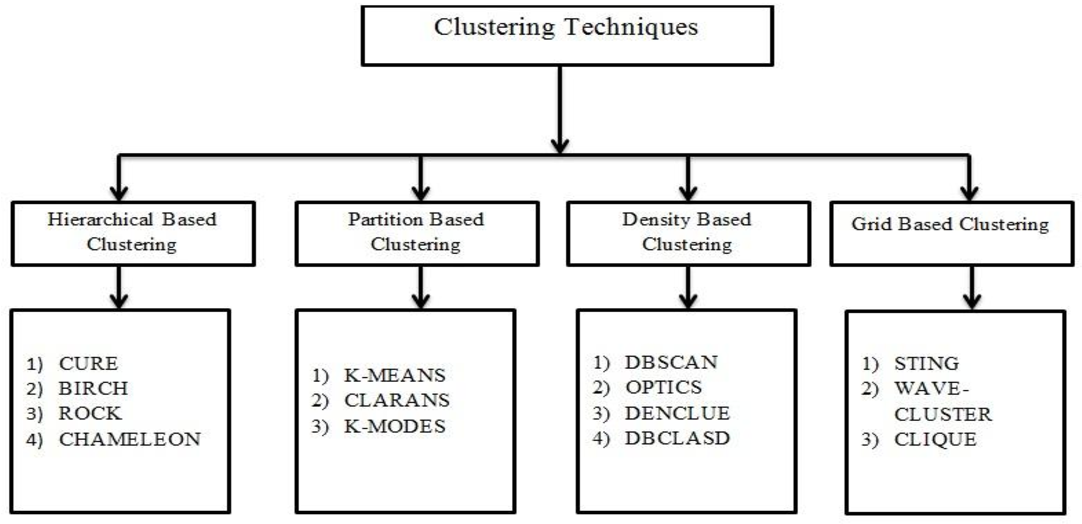 Clustering Techniques
Hierarchical Based
Clustering
Partition Based
Clustering
Density Based
Clustering
Grid Based Clustering
1) CURE
2) BIRCH
3) ROCK
4) CHAMELEON
1) K-MEANS
2) CLARANS
3) K-MODES
1) DBSCAN
2) OPTICS
3) DENCLUE
4) DBCLASD
1) STING
2) WAVE-
CLUSTER
3) CLIQUE